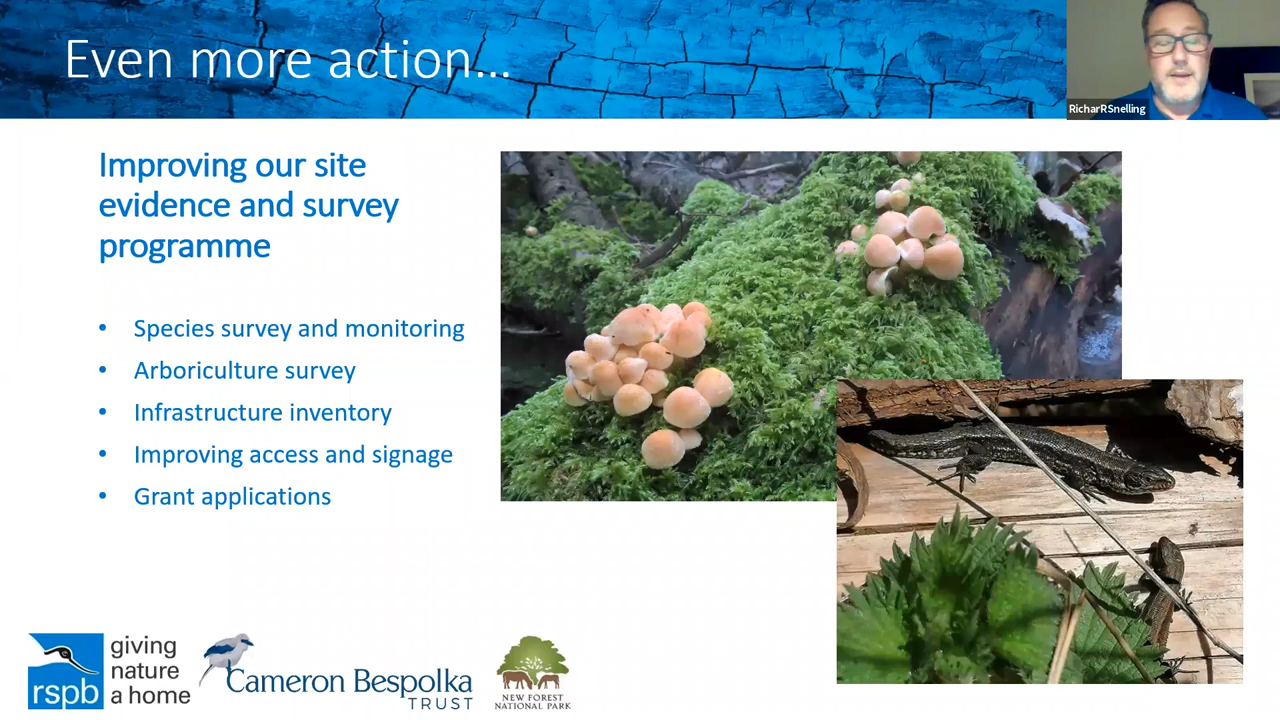 Even more action...
RicharRSnelling
Improving our site
evidence and survey
programme
• Species survey and monitoring
• Arboriculture survey
• Infrastructure inventory
• Improving access and signage
• Grant applications
rspb
giving
nature
a home
Cameron Bespolka
TRUST
NEW FOREST
NATIONAL PARK